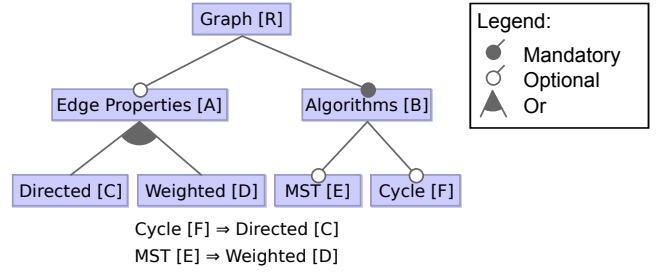 Graph [R]
Legend:
Mandatory
Optional
Or
Edge Properties [A]
Algorithms [B]
Directed [C]
Weighted [D]
MST [E]
Cycle [F]
Cycle [F] ⇒ Directed [C]
MST [E] ⇒ Weighted [D]